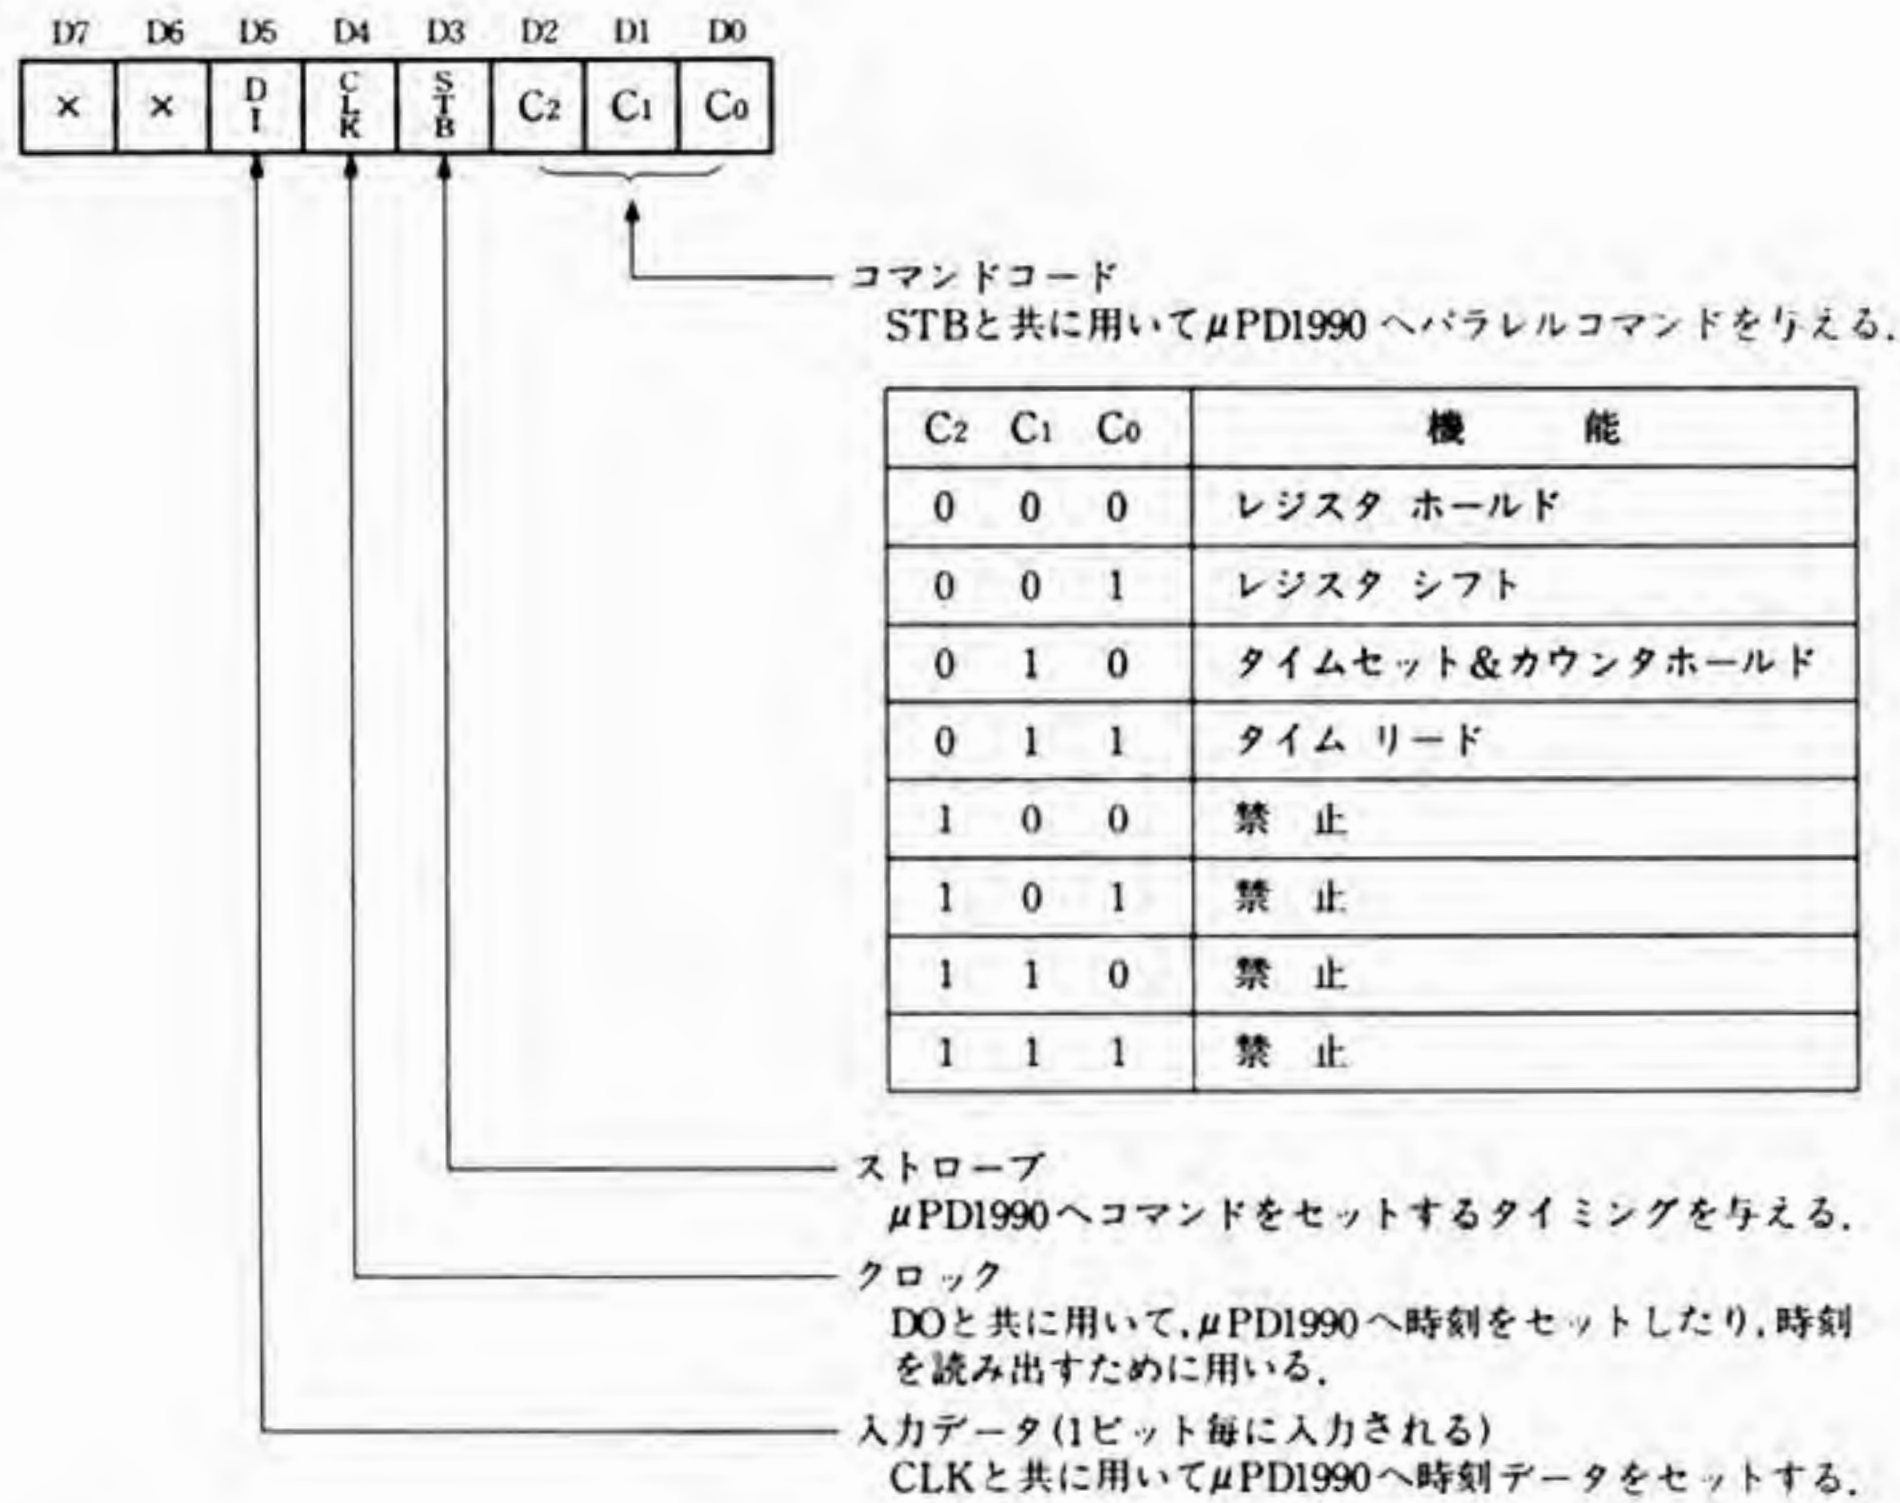 D7 D6 D5 D4 D3 D2 D1 D0
× × DI CLK STB C2 C1 C0
コマンドコード
STBと共に用いてμPD1990へパラレルコマンドを与える.
C2 C1 C0 機 能
0 0 0 レジスタ ホールド
0 0 1 レジスタ シフト
0 1 0 タイムセット&カウンタホールド
0 1 1 タイム リード
1 0 0 禁 止
1 0 1 禁 止
1 1 0 禁 止
1 1 1 禁 止
ストローブ
μPD1990へコマンドをセットするタイミングを与える.
クロック
DOと共に用いて,μPD1990へ時刻をセットしたり,時刻
を読み出すために用いる.
入力データ(1ビット毎に入力される)
CLKと共に用いてμPD1990へ時刻データをセットする.